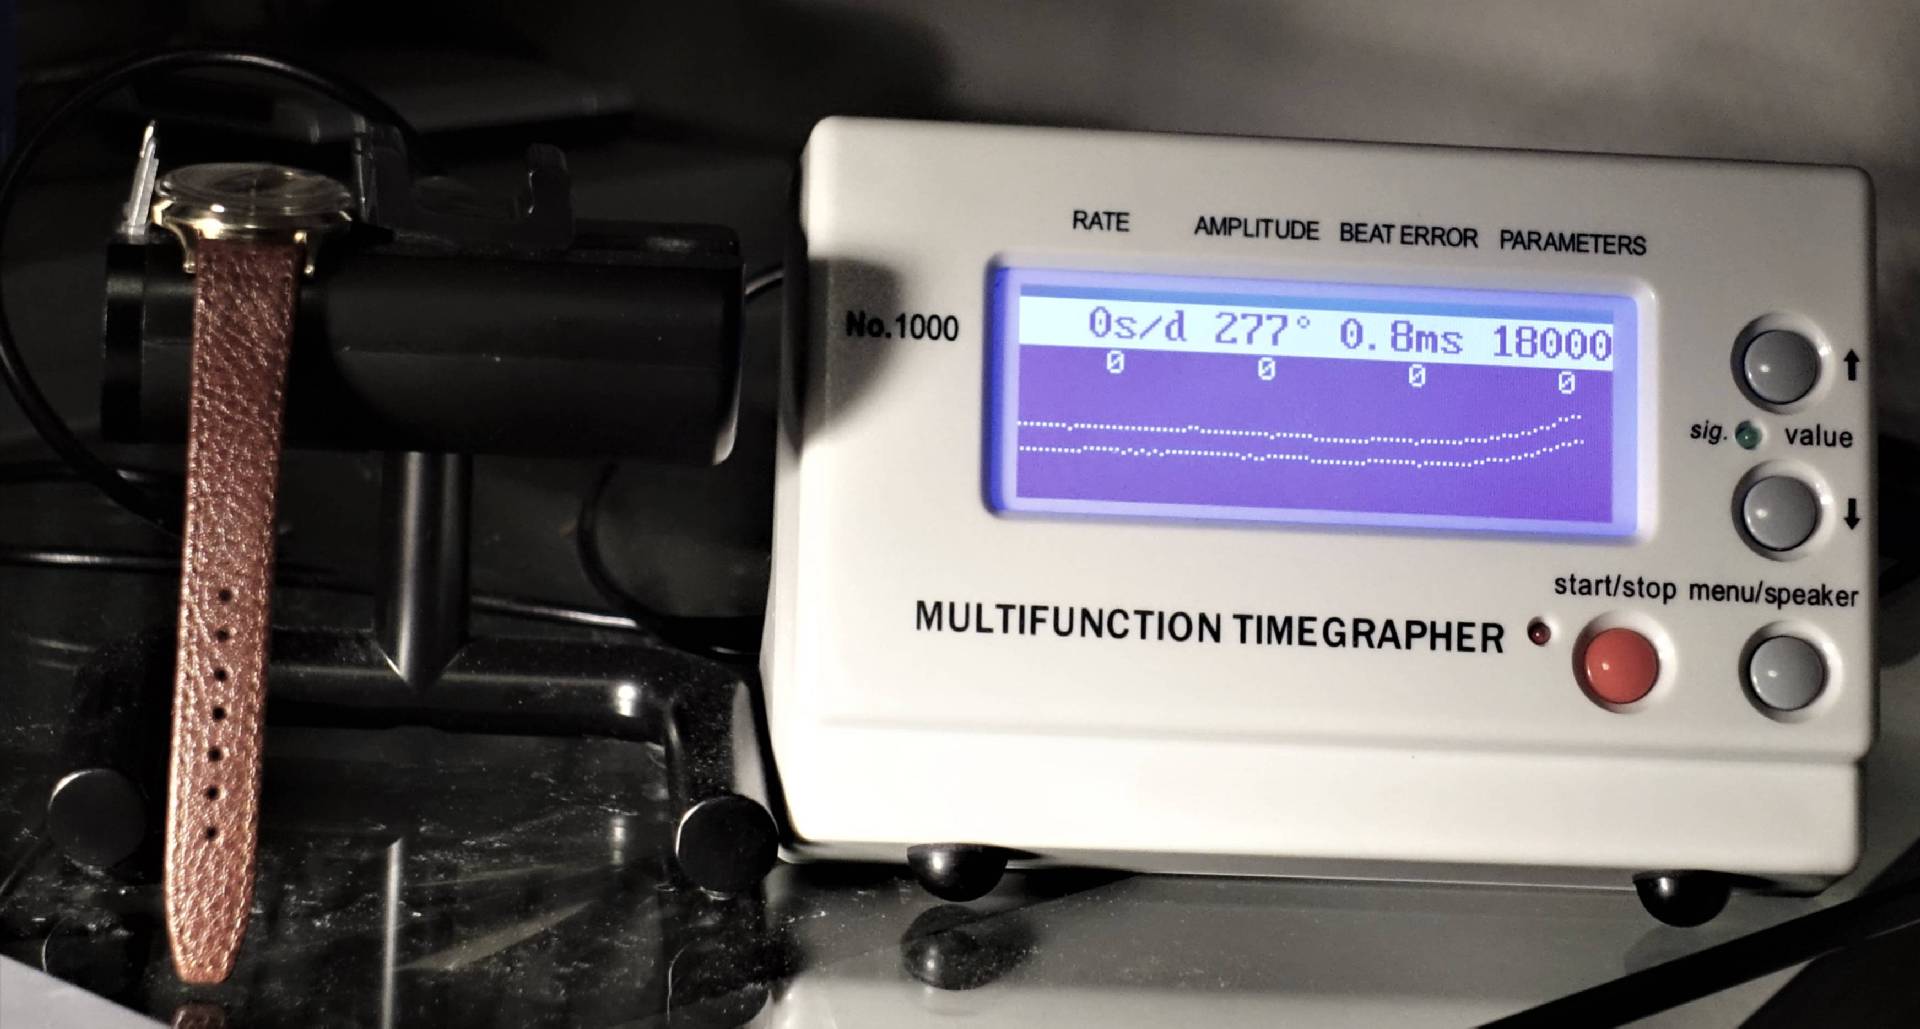 RATE AMPLITUDE BEAT ERROR PARAMETERS
No.1000
0s/d 277° 0.8ms 18000
0 0 0 0
↑
sig. value
↓
start/stop menu/speaker
MULTIFUNCTION TIMEGRAPHER